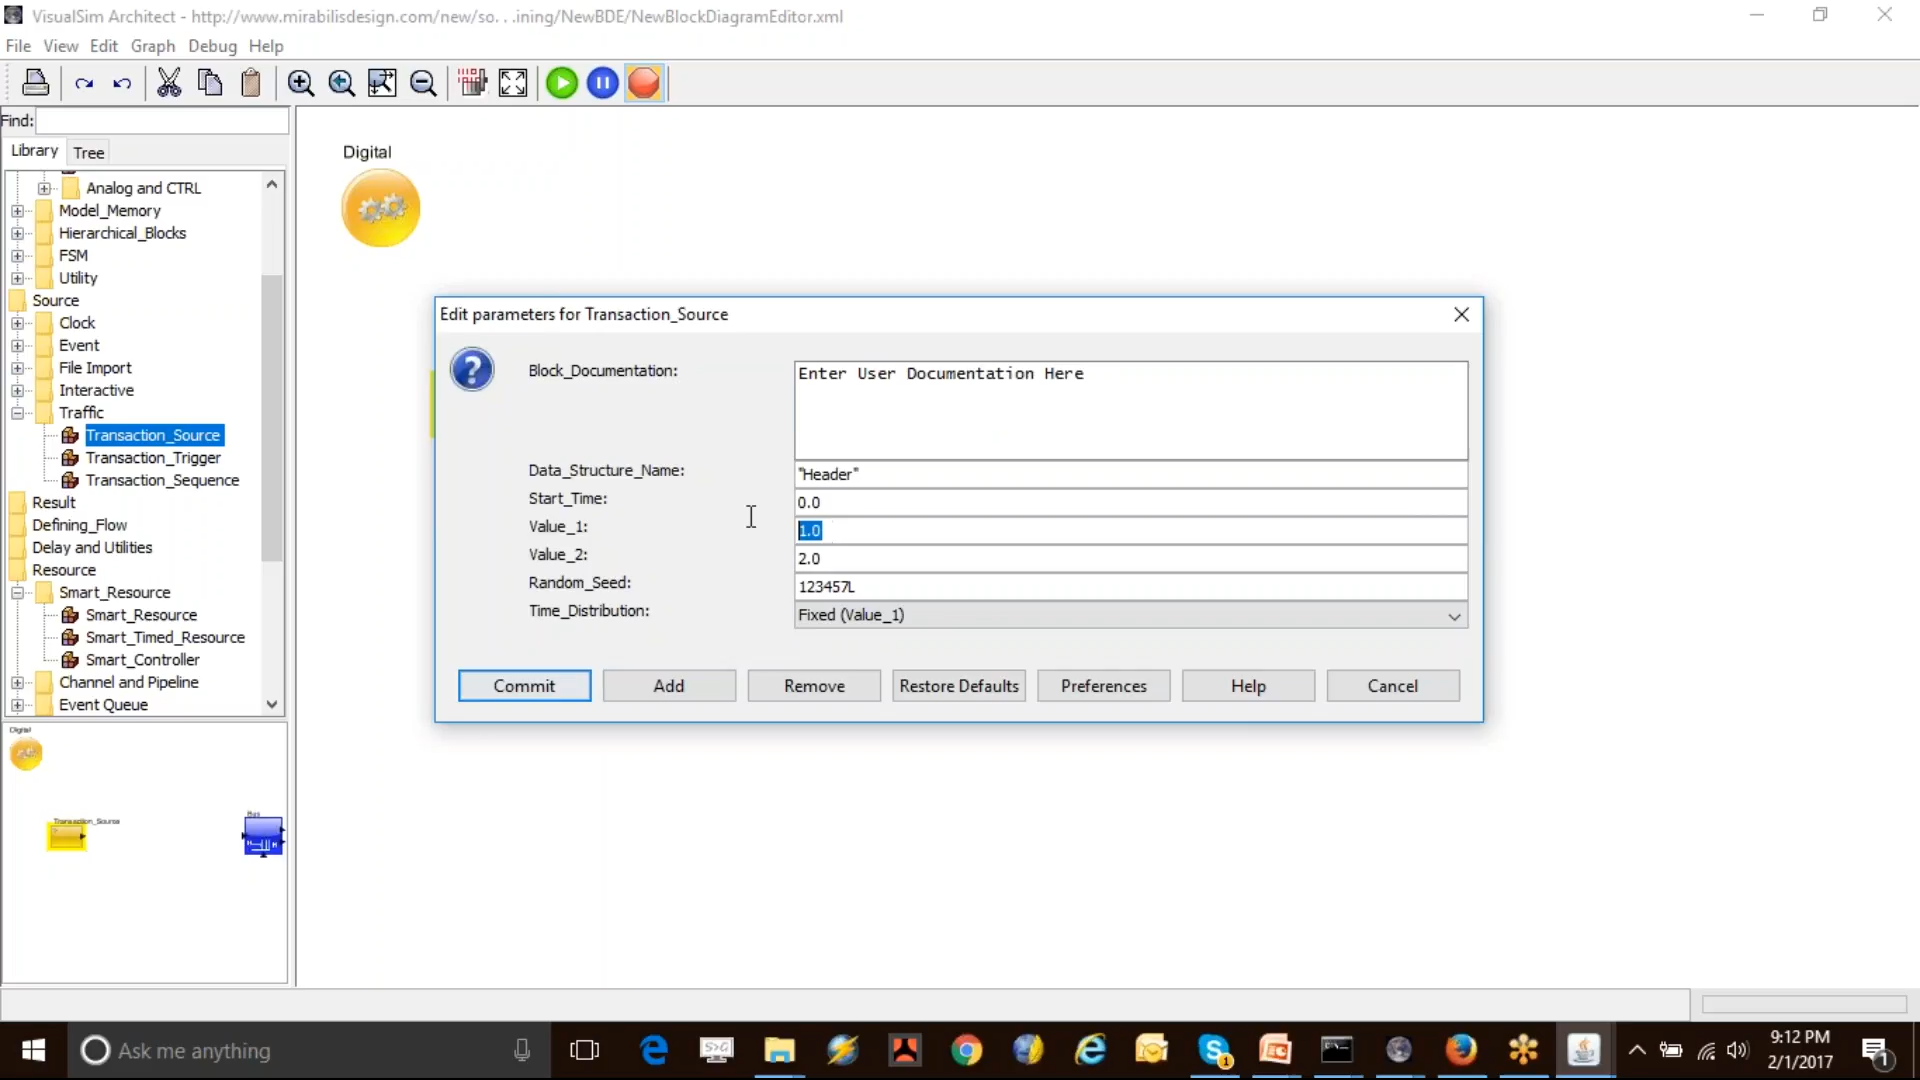 VisualSim Architect - http://www.mirabilisdesign.com/new/so. . .ining/NewBDE/NewBlockDiagramEditor.xml
File View Edit Graph Debug Help
Find:
Library Tree
Analog and CTRL
Model_Memory
Hierarchical_Blocks
FSM
Utility
Source
Clock
Event
File Import
Interactive
Traffic
Transaction_Source
Transaction_Trigger
Transaction_Sequence
Result
Defining_Flow
Delay and Utilities
Resource
Smart_Resource
Smart_Resource
Smart_Timed_Resource
Smart_Controller
Channel and Pipeline
Event Queue
Digital
Transaction_Source
Bus
Digital
Edit parameters for Transaction_Source
Block_Documentation: Enter User Documentation Here
Data_Structure_Name: "Header"
Start_Time: 0.0
Value_1: 1.0
Value_2: 2.0
Random_Seed: 123457L
Time_Distribution: Fixed (Value_1)
Commit Add Remove Restore Defaults Preferences Help Cancel
Ask me anything
9:12 PM
2/1/2017